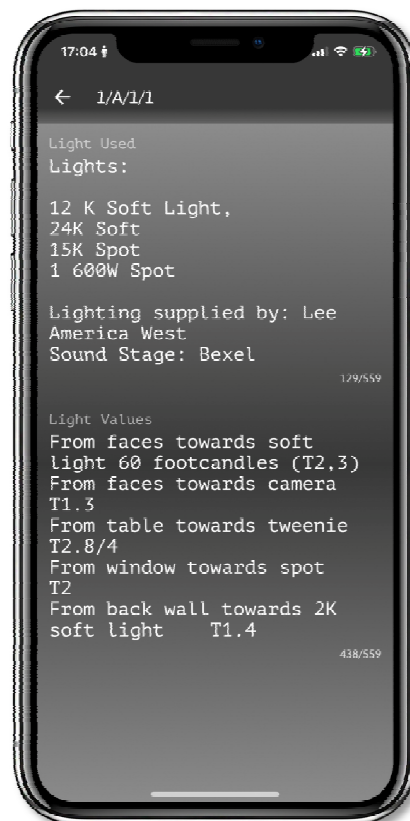 17:04
1/A/1/1
Light Used
Lights:
12 K Soft Light,
24K Soft
15K Spot
1 600W Spot
Lighting supplied by: Lee
America West
Sound Stage: Bexel
129/559
Light Values
From faces towards soft
light 60 footcandles (T2,3)
From faces towards camera
T1.3
From table towards tweenie
T2.8/4
From window towards spot
T2
From back wall towards 2K
soft light    T1.4
438/559